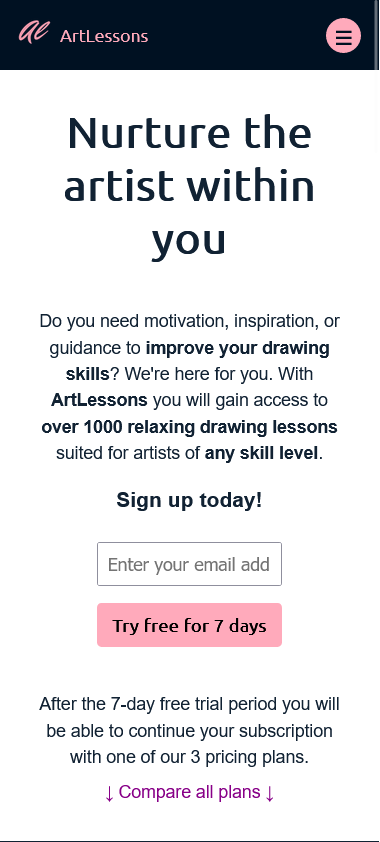 al ArtLessons
Nurture the
artist within
you
Do you need motivation, inspiration, or
guidance to improve your drawing
skills? We're here for you. With
ArtLessons you will gain access to
over 1000 relaxing drawing lessons
suited for artists of any skill level.
Sign up today!
Enter your email add
Try free for 7 days
After the 7-day free trial period you will
be able to continue your subscription
with one of our 3 pricing plans.
↓ Compare all plans ↓